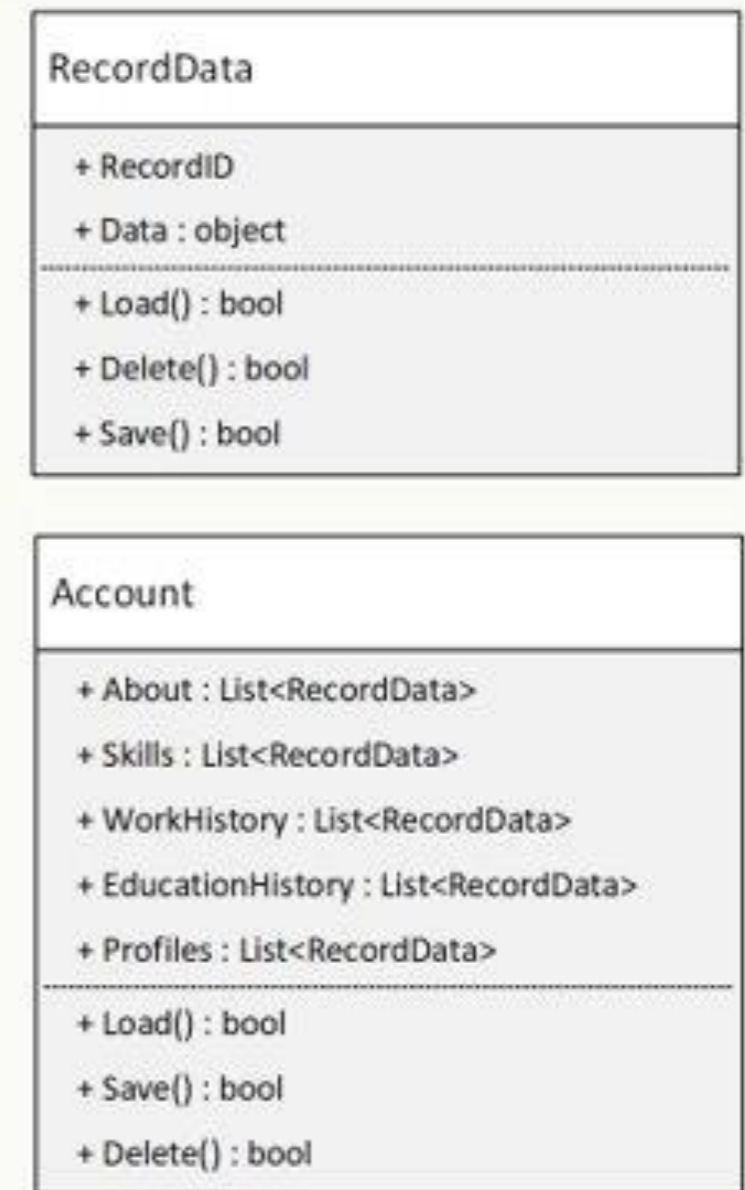 RecordData
+ RecordID
+ Data : object
+ Load() : bool
+ Delete() : bool
+ Save() : bool
Account
+ About : List<RecordData>
+ Skills : List<RecordData>
+ WorkHistory : List<RecordData>
+ EducationHistory : List<RecordData>
+ Profiles : List<RecordData>
+ Load() : bool
+ Save() : bool
+ Delete() : bool